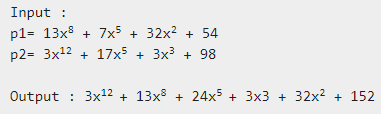 Input :
p1= 13x⁸ + 7x⁵ + 32x² + 54
p2= 3x¹² + 17x⁵ + 3x³ + 98
Output : 3x¹² + 13x⁸ + 24x⁵ + 3x3 + 32x² + 152